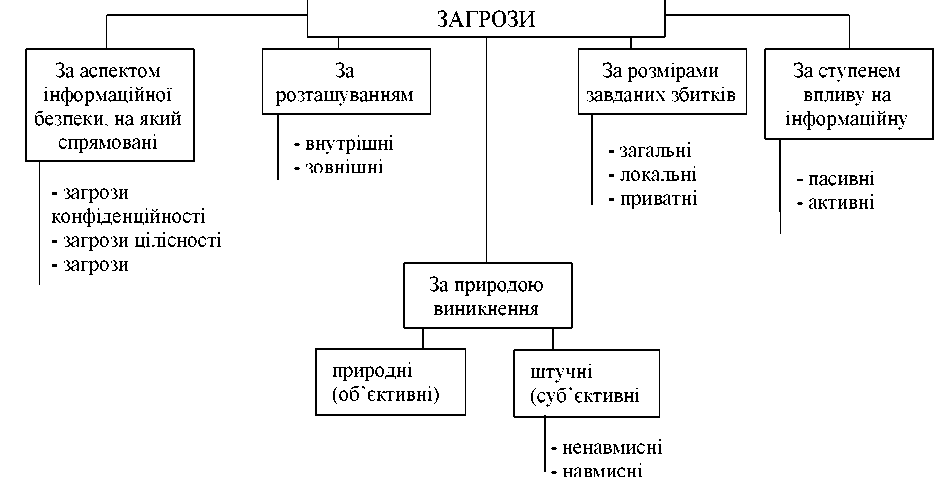 ЗАГРОЗИ
За аспектом
інформаційної
безпеки, на який
спрямовані
- загрози
конфіденційності
- загрози цілісності
- загрози
За
розташуванням
- внутрішні
- зовнішні
За розмірами
завданих збитків
- загальні
- локальні
- приватні
За ступенем
впливу на
інформаційну
- пасивні
- активні
За природою
виникнення
природні
(об`єктивні)
штучні
(суб`єктивні
- ненавмисні
- навмисні